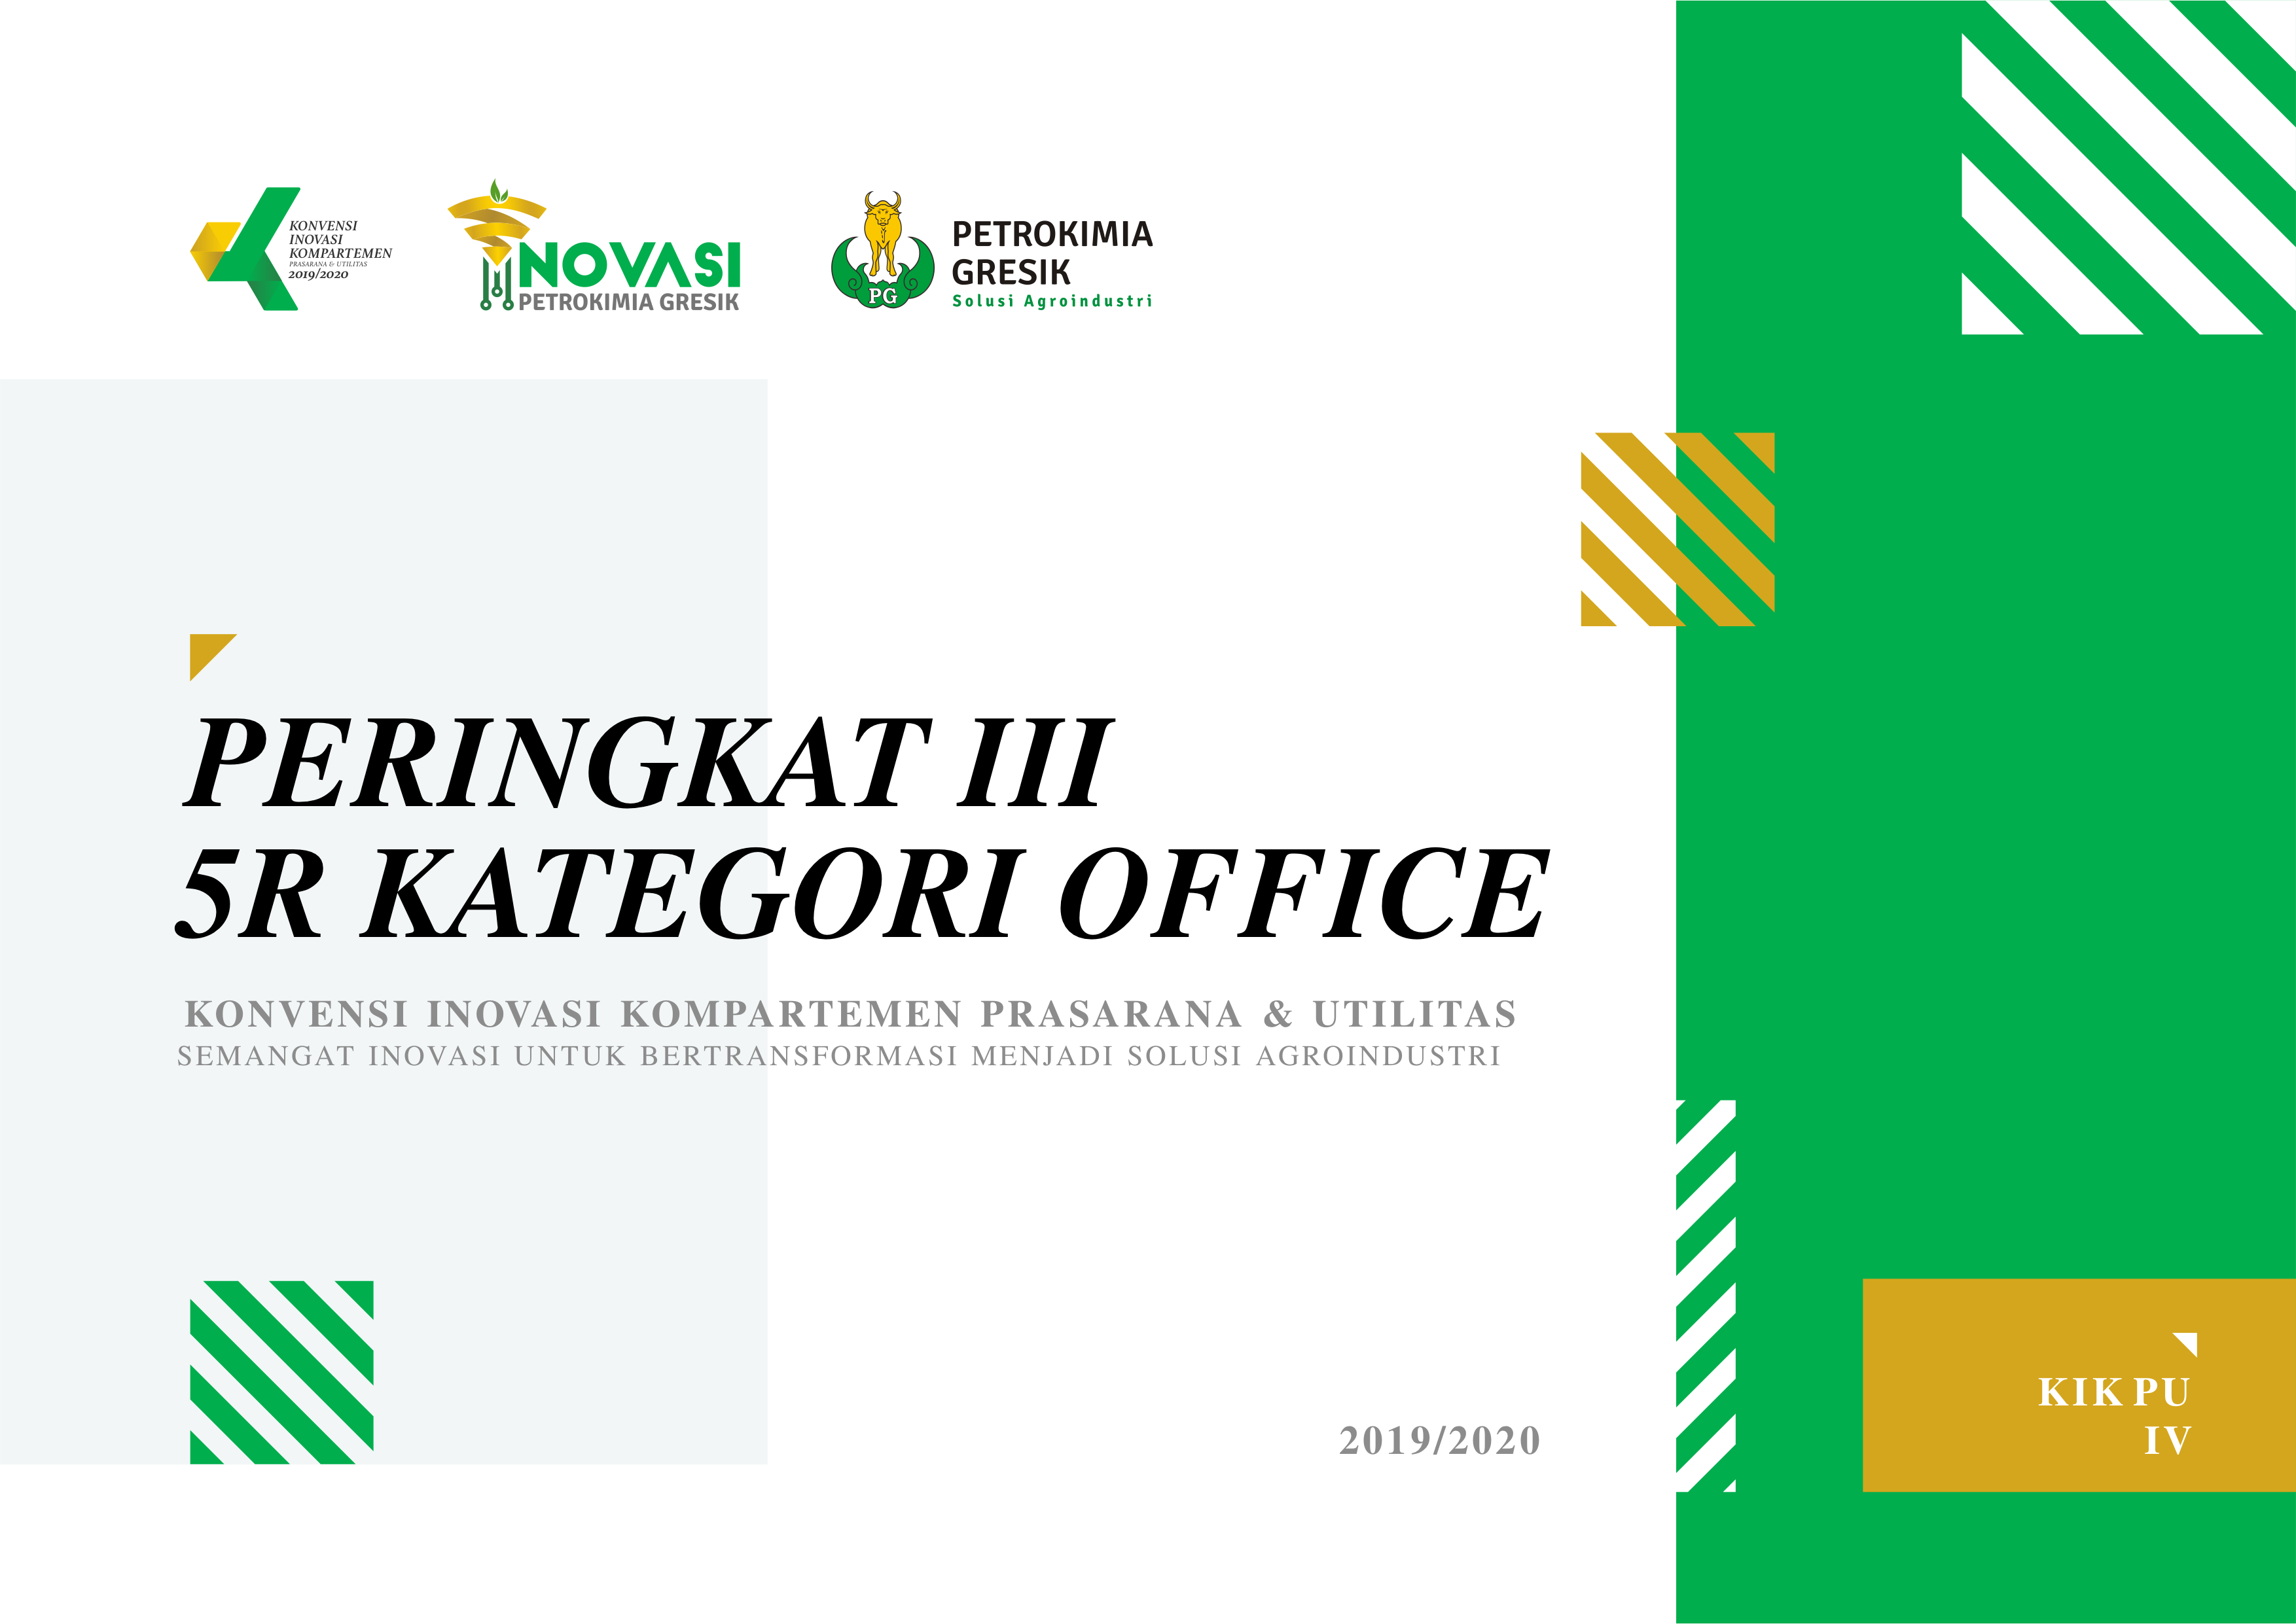 KONVENSI
INOVASI
KOMPARTEMEN
PRASARANA & UTILITAS
2019/2020
INOVASI
PETROKIMIA GRESIK
PG
PETROKIMIA
GRESIK
Solusi Agroindustri
PERINGKAT III
5R KATEGORI OFFICE
KONVENSI INOVASI KOMPARTEMEN PRASARANA & UTILITAS
SEMANGAT INOVASI UNTUK BERTRANSFORMASI MENJADI SOLUSI AGROINDUSTRI
2019/2020
KIK PU
IV